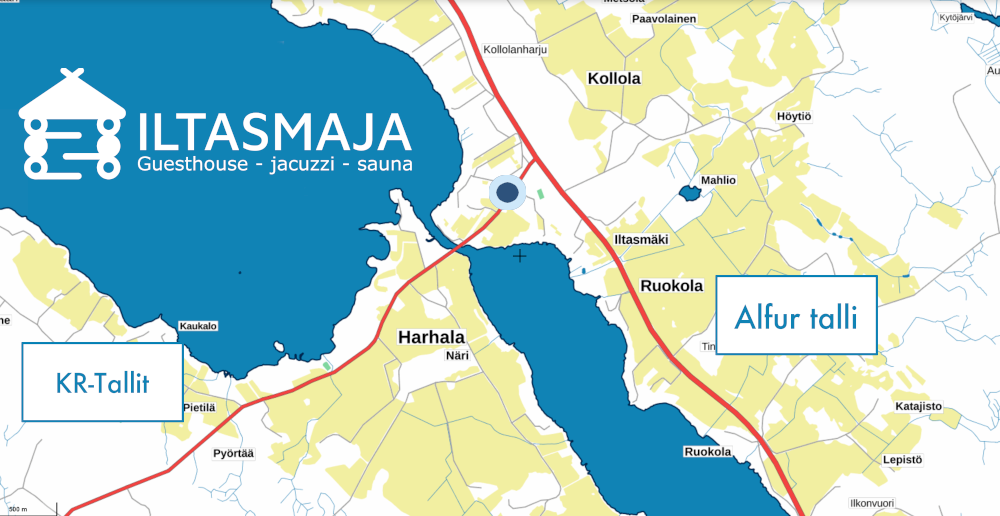 Metsola
Paavolainen
Kytöjärvi
Kollolanharju
Kollola
Höytiö
ILTASMAJA
Guesthouse - jacuzzi - sauna
Mahlio
Iltasmäki
Ruokola
Alfur talli
Kaukalo
Harhala
Näri
KR-Tallit
Pietilä
Katajisto
Pyörtää
Ruokola
Lepistö
Ilkonvuori
500 m